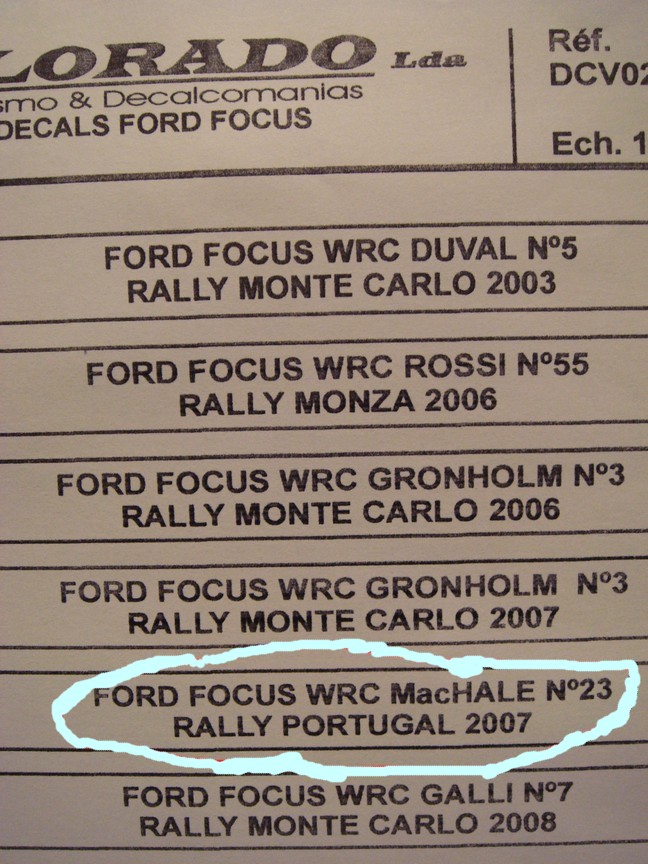 LORADO Lda
smo & Decalcomanias
DECALS FORD FOCUS
Réf.
DCV02
Ech. 1
FORD FOCUS WRC DUVAL Nº5
RALLY MONTE CARLO 2003
FORD FOCUS WRC ROSSI Nº55
RALLY MONZA 2006
FORD FOCUS WRC GRONHOLM Nº3
RALLY MONTE CARLO 2006
FORD FOCUS WRC GRONHOLM Nº3
RALLY MONTE CARLO 2007
FORD FOCUS WRC MacHALE Nº23
RALLY PORTUGAL 2007
FORD FOCUS WRC GALLI Nº7
RALLY MONTE CARLO 2008